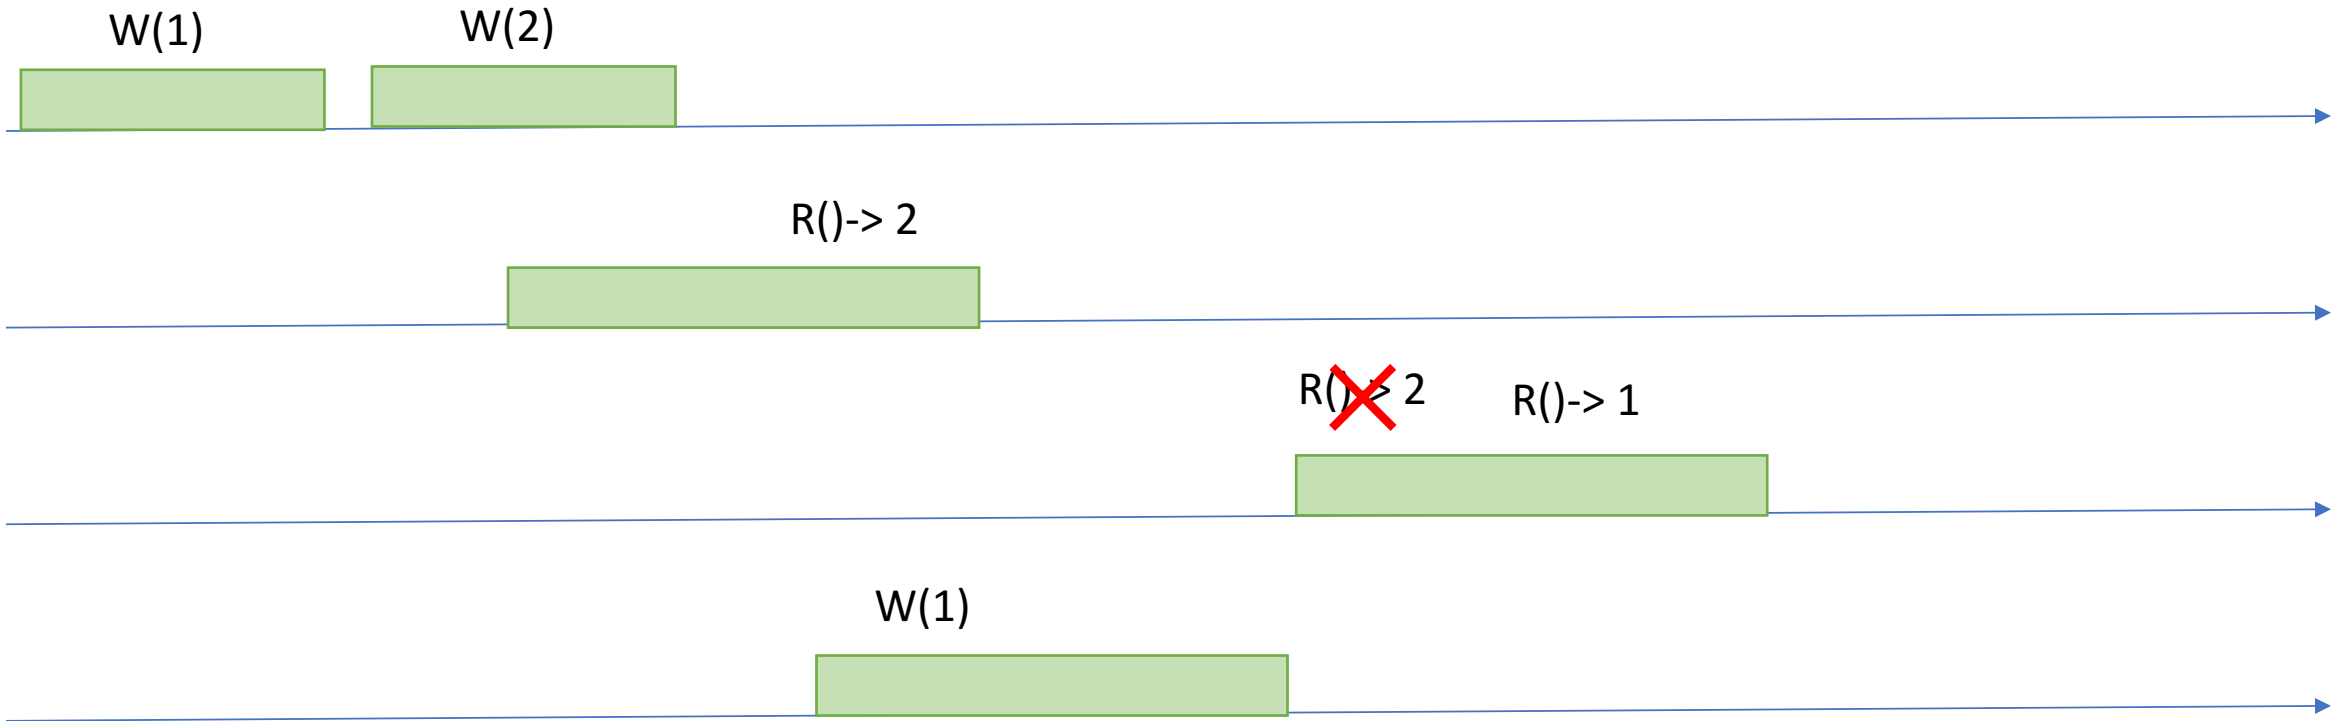 W(1) W(2)
R()-> 2
R()-> 2 R()-> 1
W(1)